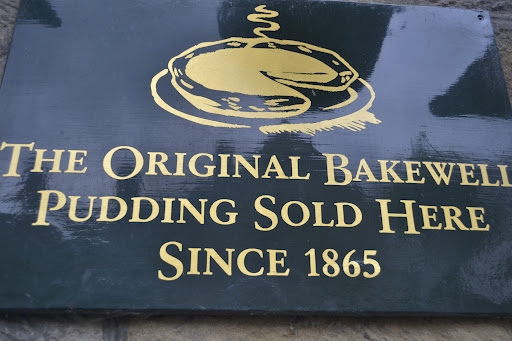 THE ORIGINAL BAKEWELL
PUDDING SOLD HERE
SINCE 1865